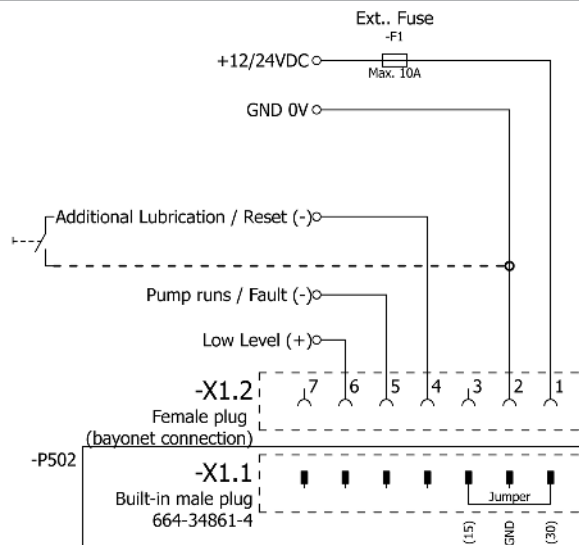 Ext.. Fuse
-F1
+12/24VDC
Max. 10A
GND 0V
Additional Lubrication / Reset (-)
Pump runs / Fault (-)
Low Level (+)
-X1.2
7 6 5 4 3 2 1
Female plug
(bayonet connection)
-P502
-X1.1
Built-in male plug
664-34861-4
Jumper
(15)
GND
(30)